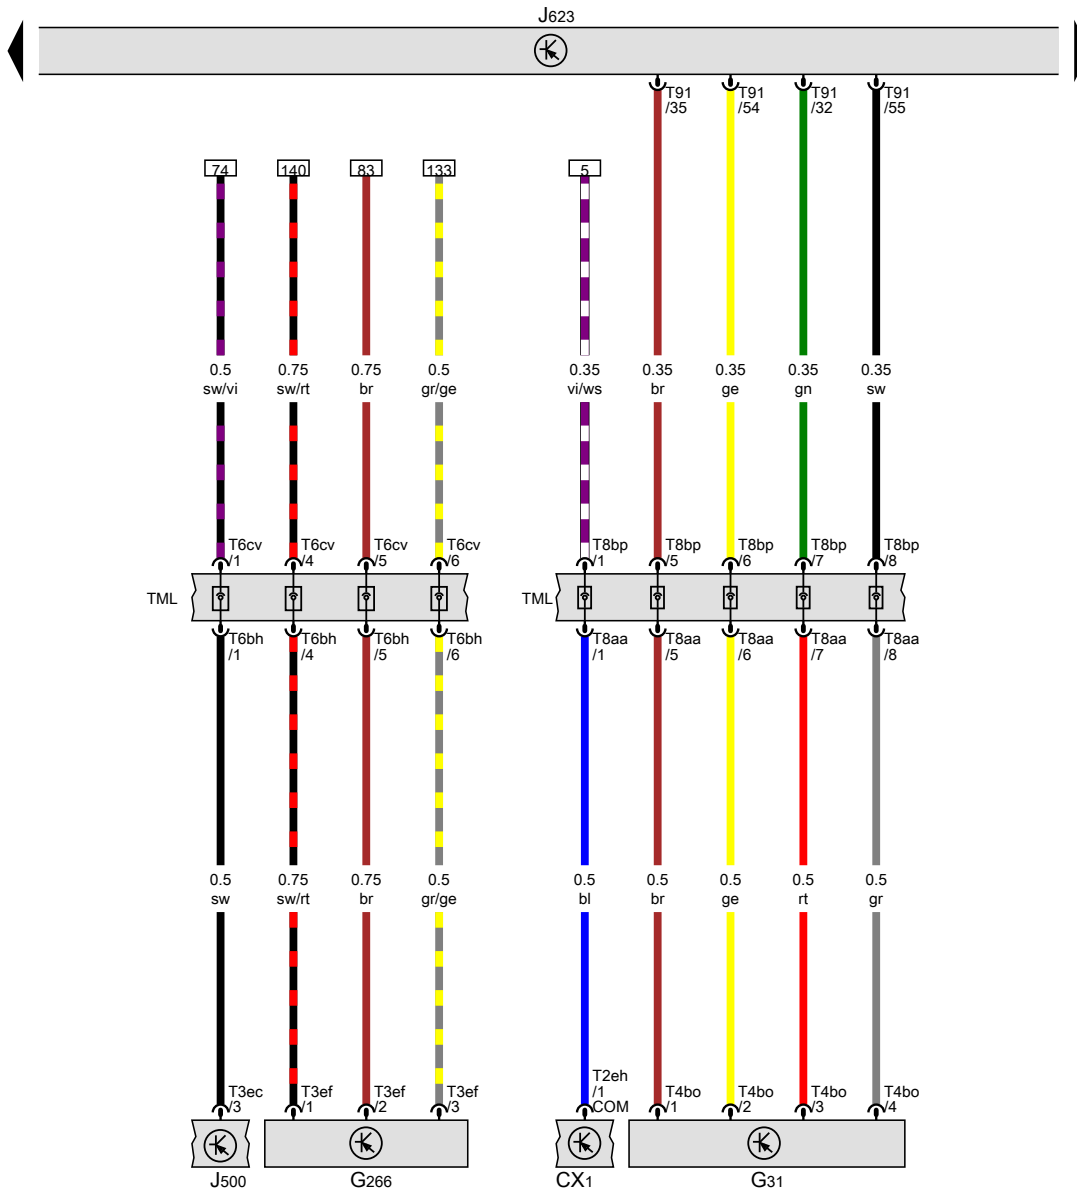 J623
T91 T91 T91 T91
/35 /54 /32 /55
74 140 83 133 5
0.5 0.75 0.75 0.5 0.35 0.35 0.35 0.35 0.35
sw/vi sw/rt br gr/ge vi/ws br ge gn sw
T6cv T6cv T6cv T6cv T8bp T8bp T8bp T8bp T8bp
/1 /4 /5 /6 /1 /5 /6 /7 /8
TML TML
T6bh T6bh T6bh T6bh T8aa T8aa T8aa T8aa T8aa
/1 /4 /5 /6 /1 /5 /6 /7 /8
0.5 0.75 0.75 0.5 0.5 0.5 0.5 0.5 0.5
sw sw/rt br gr/ge bl br ge rt gr
T2eh
/1
T3ec T3ef T3ef T3ef T4bo T4bo T4bo T4bo
/3 /1 /2 /3 COM /1 /2 /3 /4
J500 G266 CX1 G31